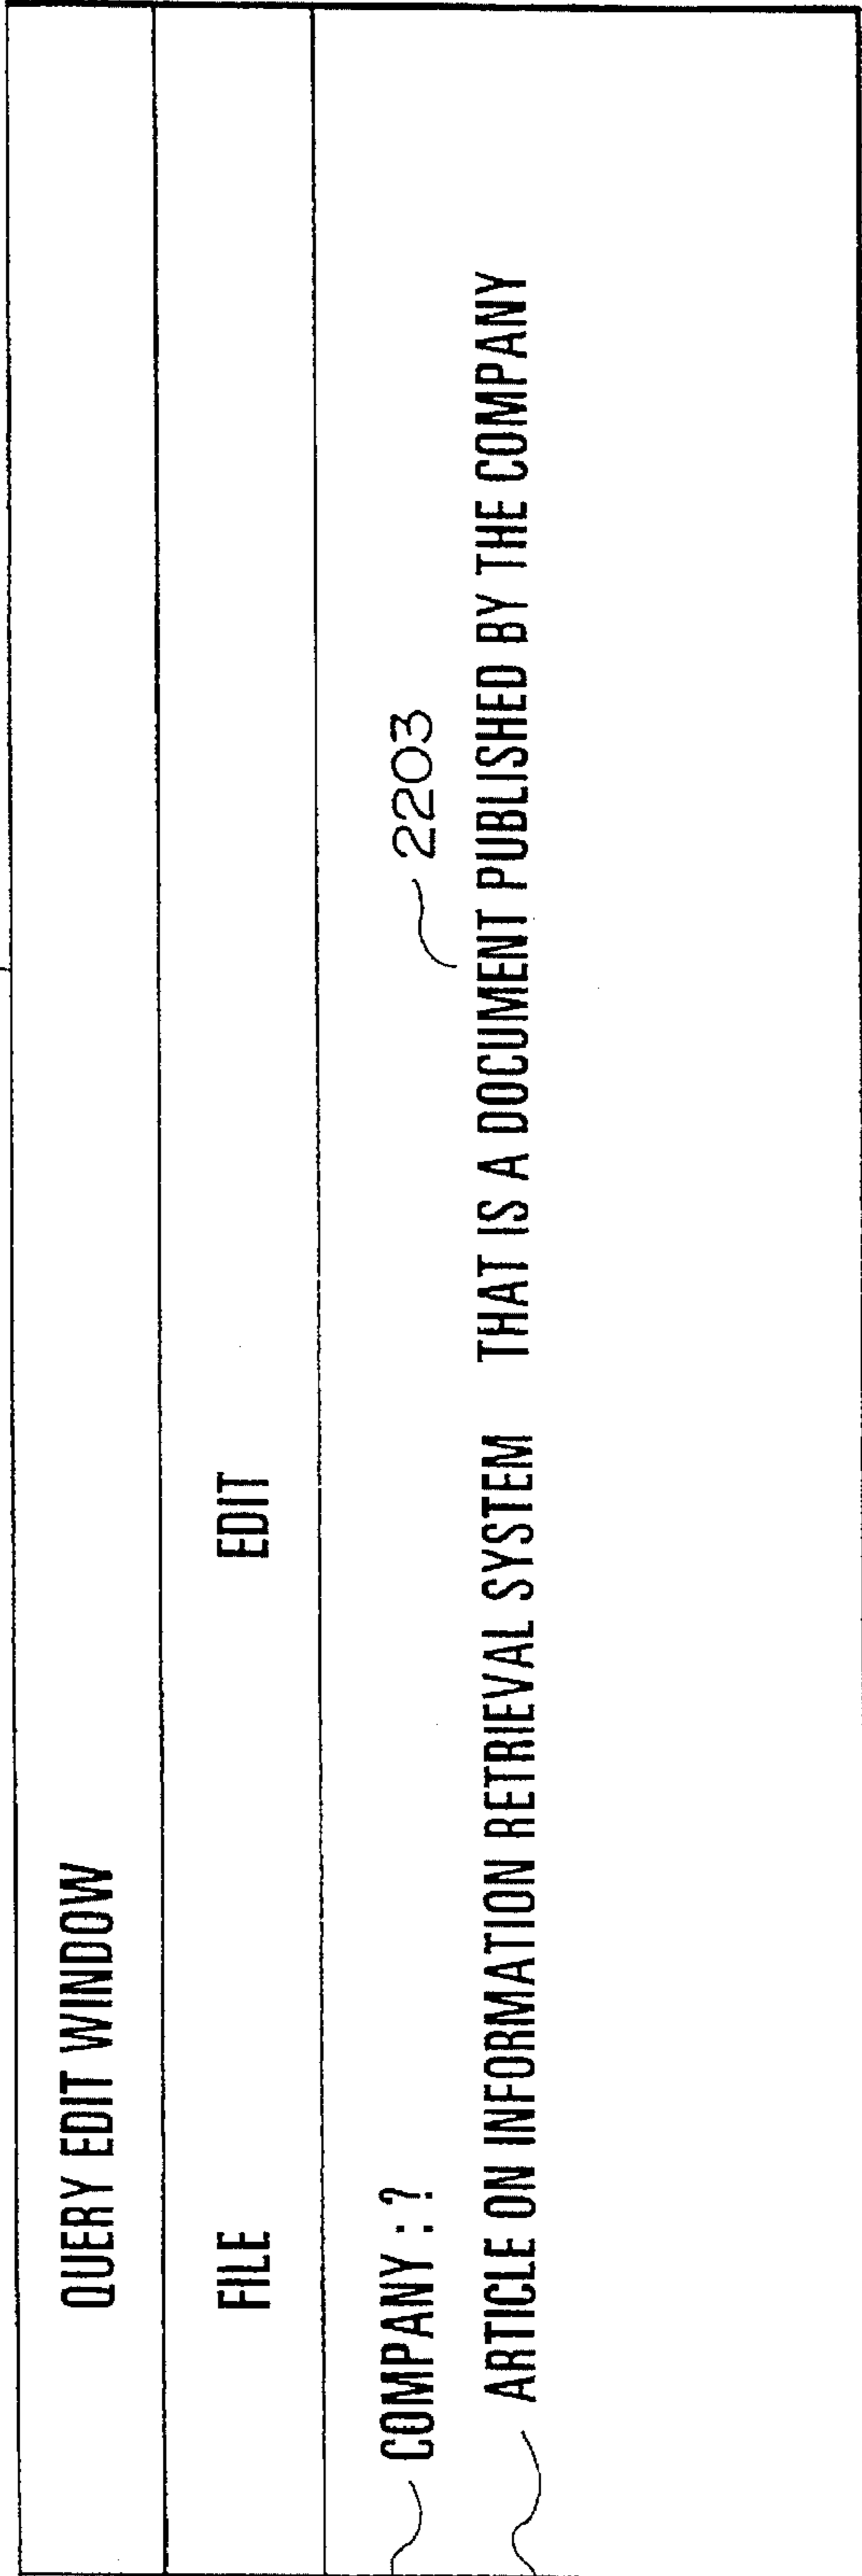 QUERY EDIT WINDOW
FILE EDIT
COMPANY : ?
2203
ARTICLE ON INFORMATION RETRIEVAL SYSTEM THAT IS A DOCUMENT PUBLISHED BY THE COMPANY